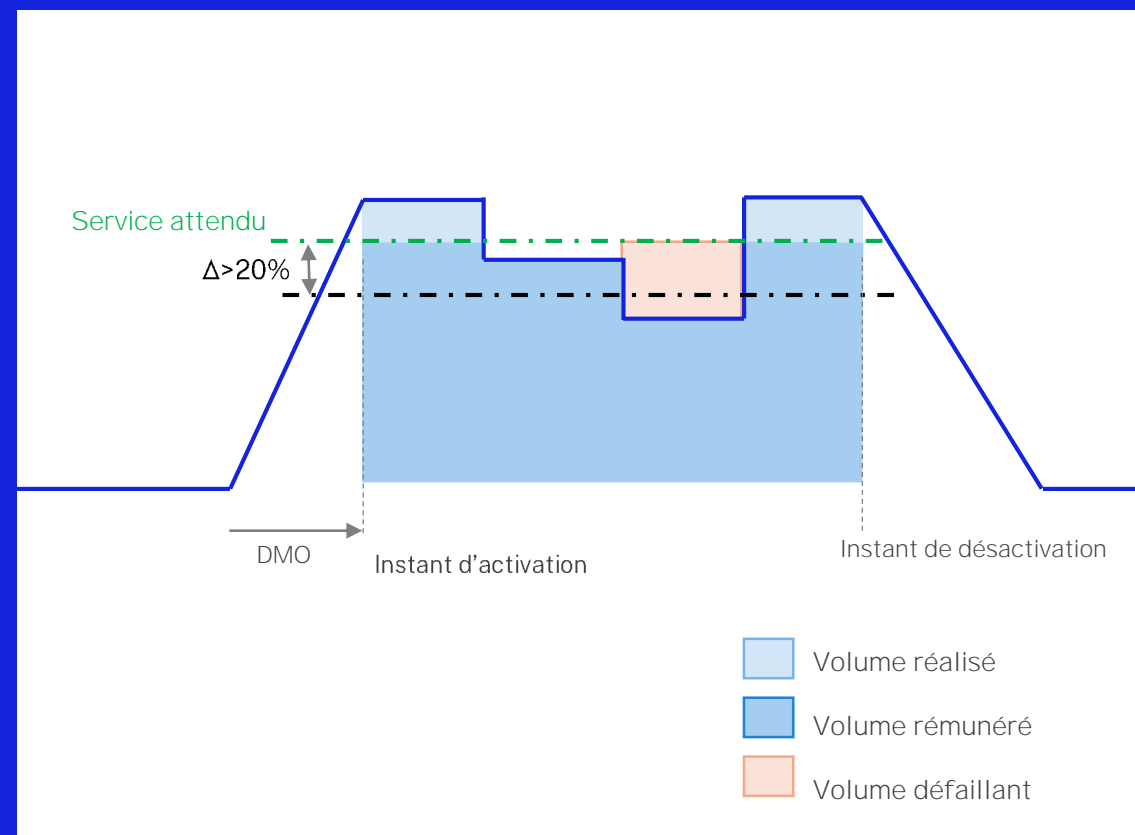 Service attendu
Δ>20%
DMO
Instant d'activation
Instant de désactivation
Volume réalisé
Volume rémunéré
Volume défaillant